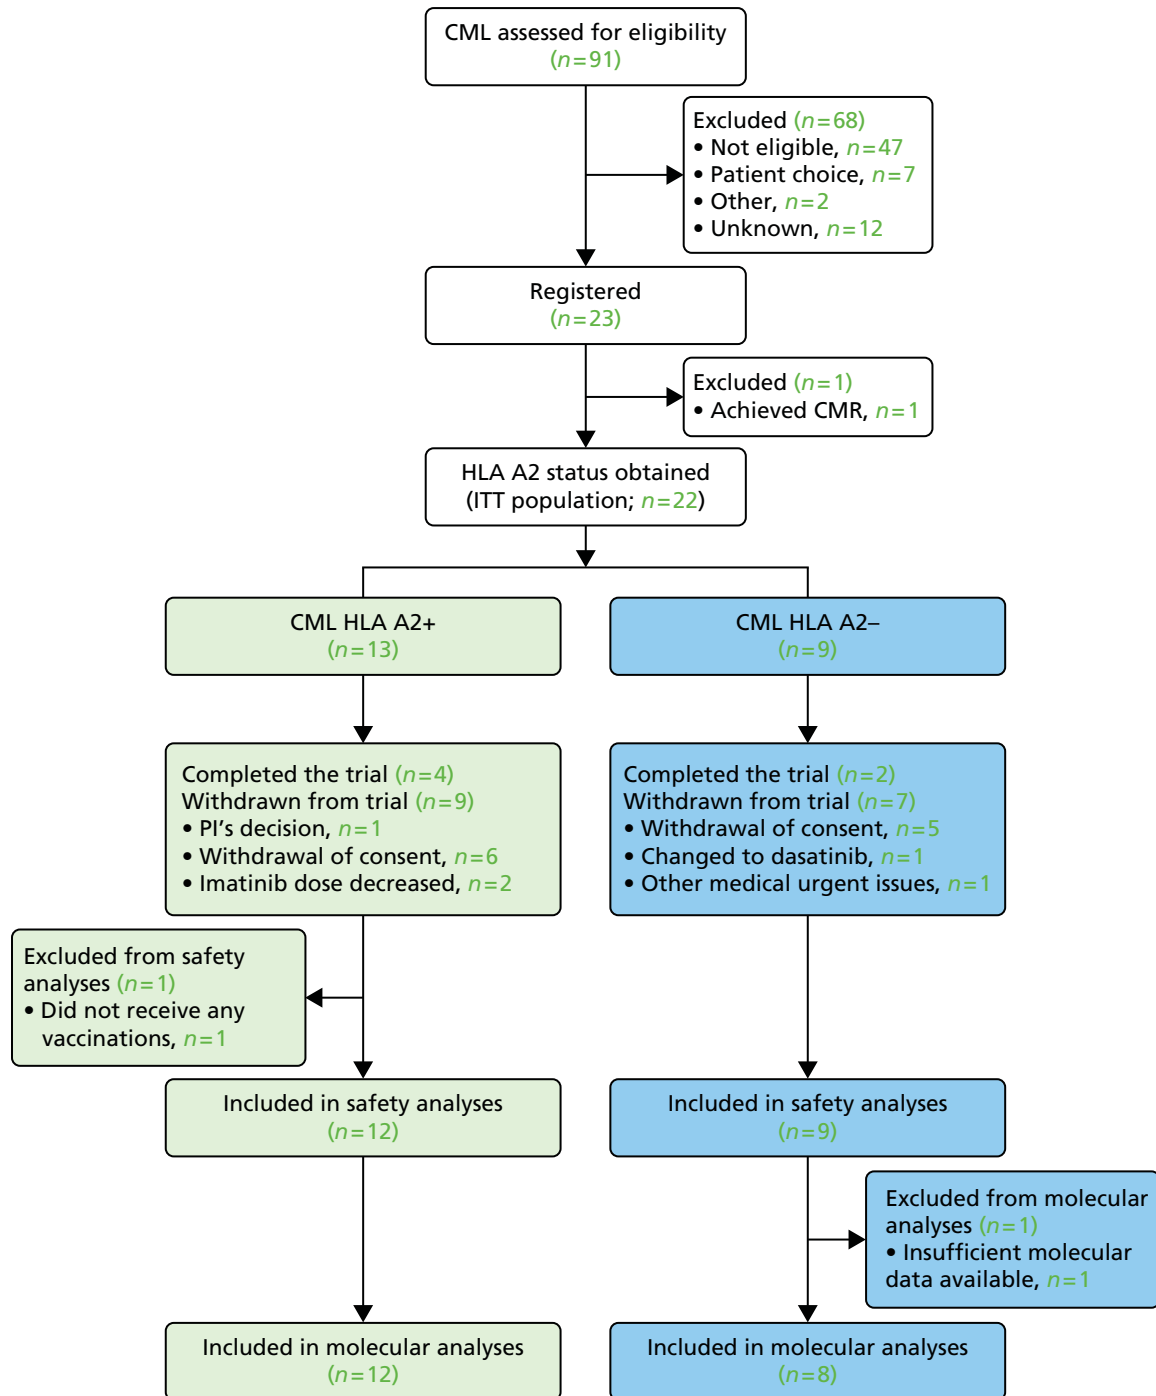 CML assessed for eligibility
(n=91)
Excluded (n=68)
• Not eligible, n=47
• Patient choice, n=7
• Other, n=2
• Unknown, n=12
Registered
(n=23)
Excluded (n=1)
• Achieved CMR, n=1
HLA A2 status obtained
(ITT population; n=22)
CML HLA A2+
(n=13)
CML HLA A2–
(n=9)
Completed the trial (n=4)
Withdrawn from trial (n=9)
• PI's decision, n=1
• Withdrawal of consent, n=6
• Imatinib dose decreased, n=2
Completed the trial (n=2)
Withdrawn from trial (n=7)
• Withdrawal of consent, n=5
• Changed to dasatinib, n=1
• Other medical urgent issues, n=1
Excluded from safety
analyses (n=1)
• Did not receive any
vaccinations, n=1
Included in safety analyses
(n=12)
Included in safety analyses
(n=9)
Excluded from molecular
analyses (n=1)
• Insufficient molecular
data available, n=1
Included in molecular analyses
(n=12)
Included in molecular analyses
(n=8)